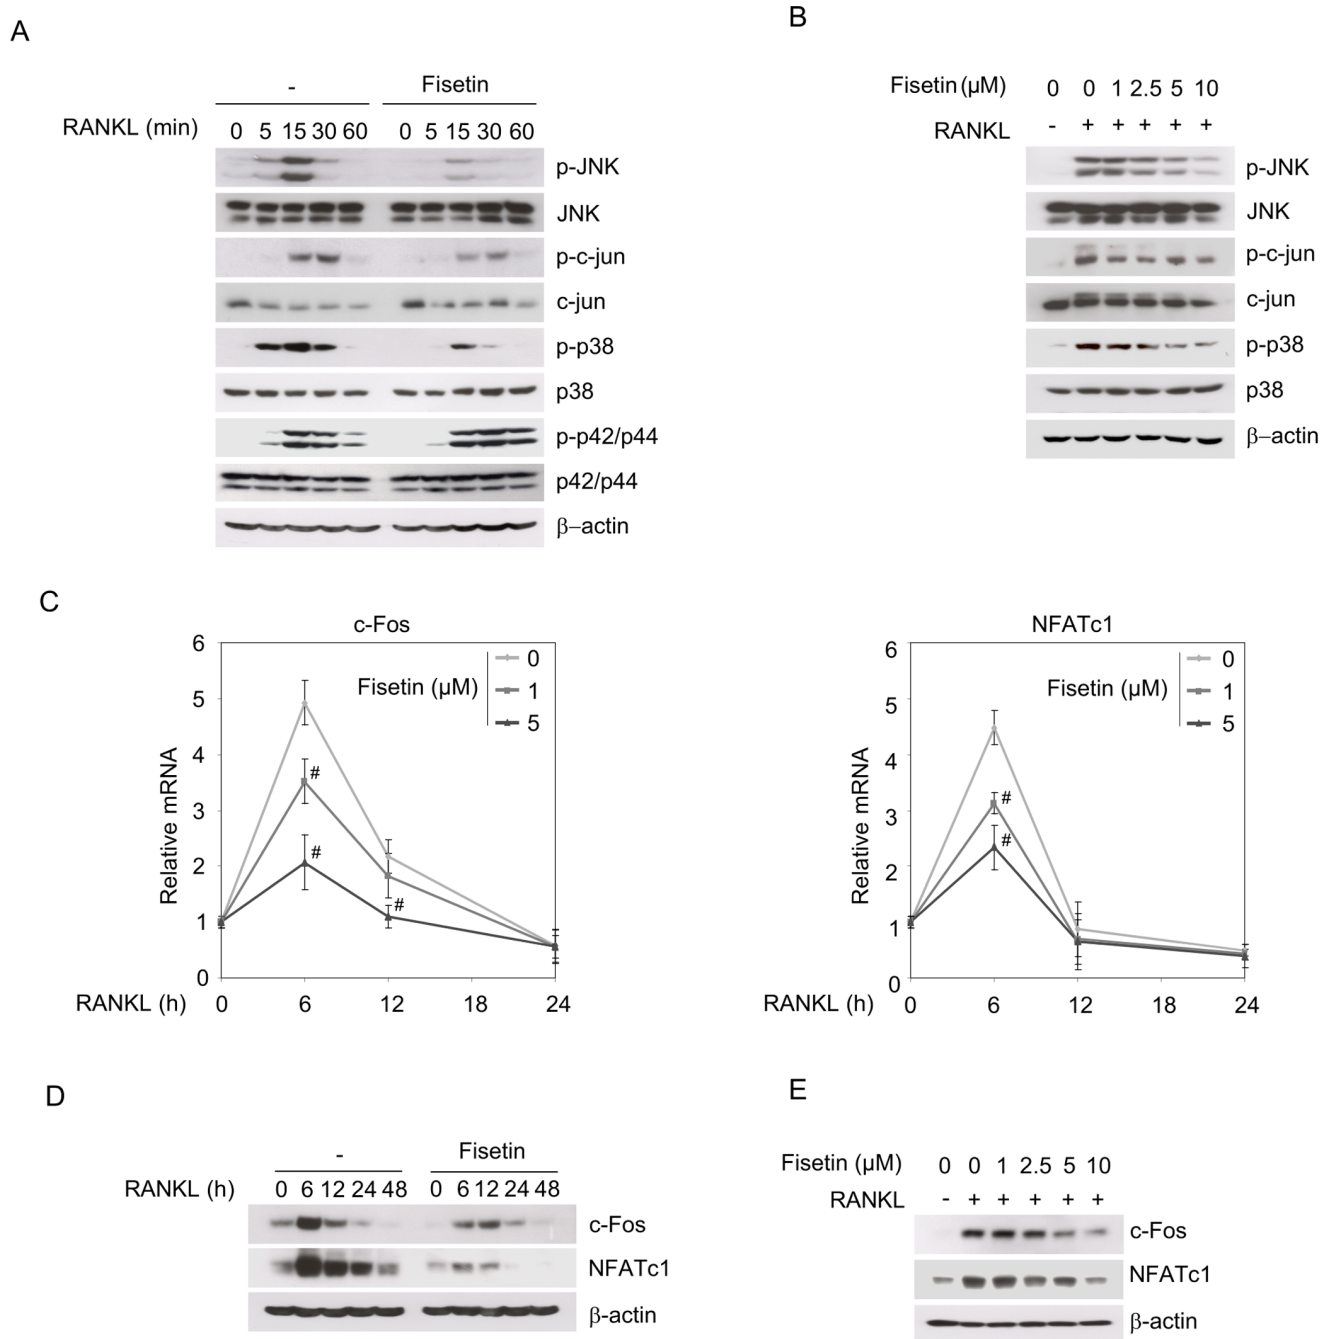 A
- Fisetin
RANKL (min) 0 5 15 30 60 0 5 15 30 60
p-JNK
JNK
p-c-jun
c-jun
p-p38
p38
p-p42/p44
p42/p44
β–actin
B
Fisetin (µM) 0 0 1 2.5 5 10
RANKL - + + + + +
p-JNK
JNK
p-c-jun
c-jun
p-p38
p38
β–actin
C
c-Fos
6
5
4
3
2
1
0
Relative mRNA
Fisetin (µM)
0
1
5
#
#
#
RANKL (h) 0 6 12 18 24
NFATc1
6
5
4
3
2
1
0
Relative mRNA
Fisetin (µM)
0
1
5
#
#
RANKL (h) 0 6 12 18 24
D
- Fisetin
RANKL (h) 0 6 12 24 48 0 6 12 24 48
c-Fos
NFATc1
β-actin
E
Fisetin (µM) 0 0 1 2.5 5 10
RANKL - + + + + +
c-Fos
NFATc1
β-actin